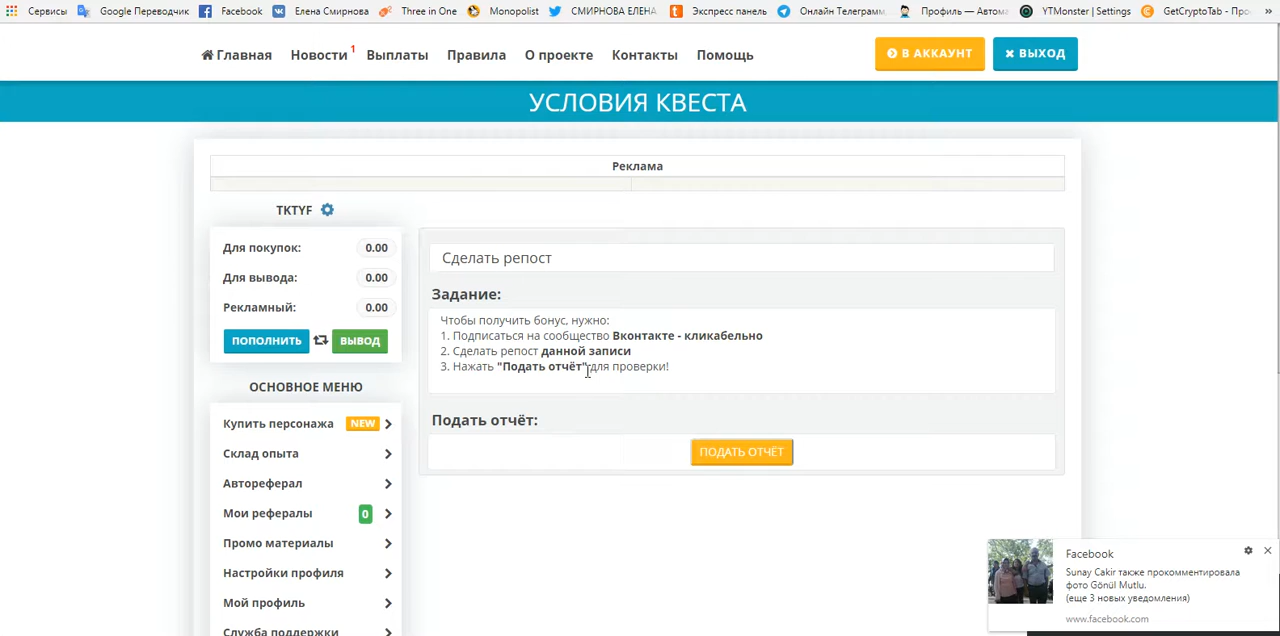 Сервисы Google Переводчик Facebook Елена Смирнова Three in One Monopolist СМИРНОВА ЕЛЕНА Экспресс панель Онлайн Телеграмм Профиль — Автома YTMonster | Settings GetCryptoTab - Про »
Главная Новости 1 Выплаты Правила О проекте Контакты Помощь В АККАУНТ ВЫХОД
УСЛОВИЯ КВЕСТА
Реклама
TKTYF
Для покупок: 0.00
Для вывода: 0.00
Рекламный: 0.00
ПОПОЛНИТЬ ВЫВОД
ОСНОВНОЕ МЕНЮ
Купить персонажа NEW
Склад опыта
Автореферал
Мои рефералы 0
Промо материалы
Настройки профиля
Мой профиль
Служба поддержки
Сделать репост
Задание:
Чтобы получить бонус, нужно:
1. Подписаться на сообщество Вконтакте - кликабельно
2. Сделать репост данной записи
3. Нажать "Подать отчёт" для проверки!
Подать отчёт:
ПОДАТЬ ОТЧЁТ
Facebook
Sunay Cakir также прокомментировала
фото Gönül Mutlu.
(еще 3 новых уведомления)
www.facebook.com